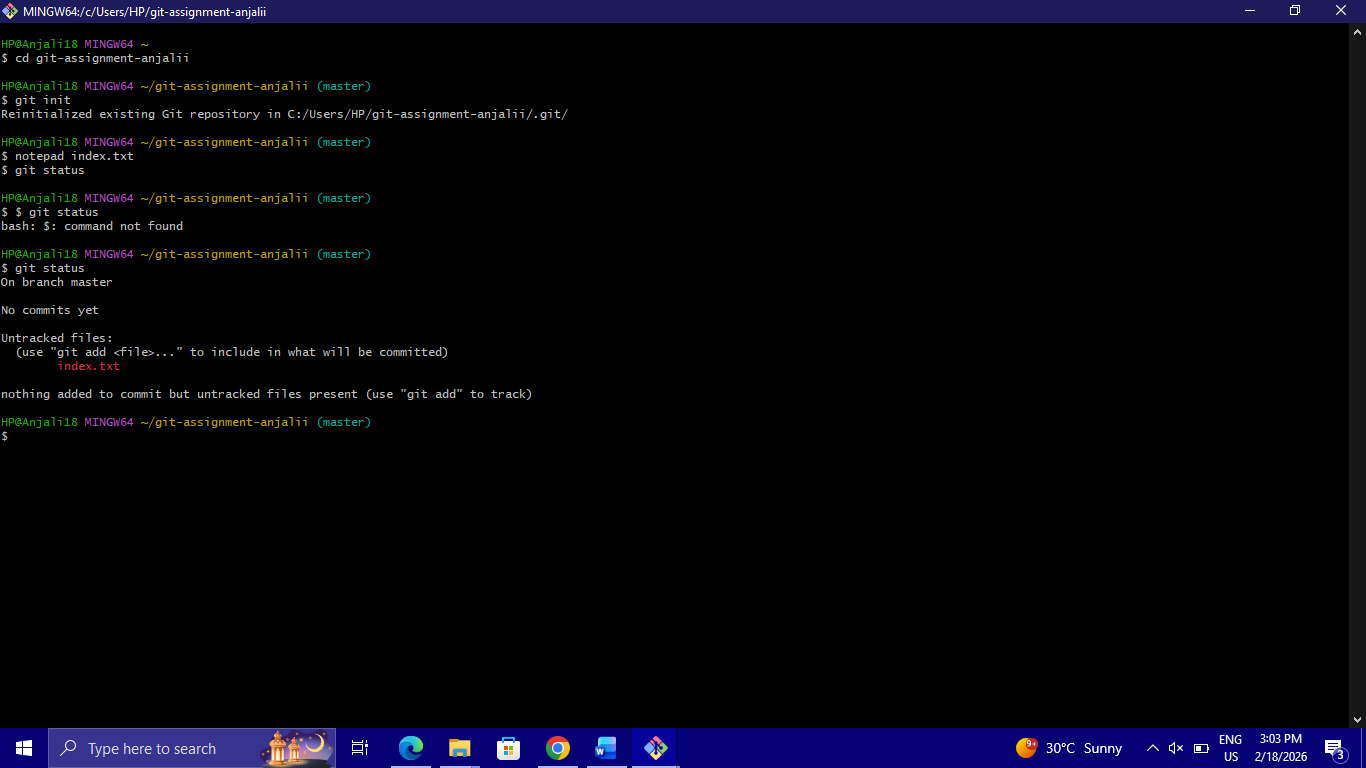 MINGW64:/c/Users/HP/git-assignment-anjalii
HP@Anjali18 MINGW64 ~
$ cd git-assignment-anjalii
HP@Anjali18 MINGW64 ~/git-assignment-anjalii (master)
$ git init
Reinitialized existing Git repository in C:/Users/HP/git-assignment-anjalii/.git/
HP@Anjali18 MINGW64 ~/git-assignment-anjalii (master)
$ notepad index.txt
$ git status
HP@Anjali18 MINGW64 ~/git-assignment-anjalii (master)
$ $ git status
bash: $: command not found
HP@Anjali18 MINGW64 ~/git-assignment-anjalii (master)
$ git status
On branch master
No commits yet
Untracked files:
(use "git add <file>..." to include in what will be committed)
index.txt
nothing added to commit but untracked files present (use "git add" to track)
HP@Anjali18 MINGW64 ~/git-assignment-anjalii (master)
$
Type here to search
W
9+
30°C Sunny
ENG
US
3:03 PM
2/18/2026
3